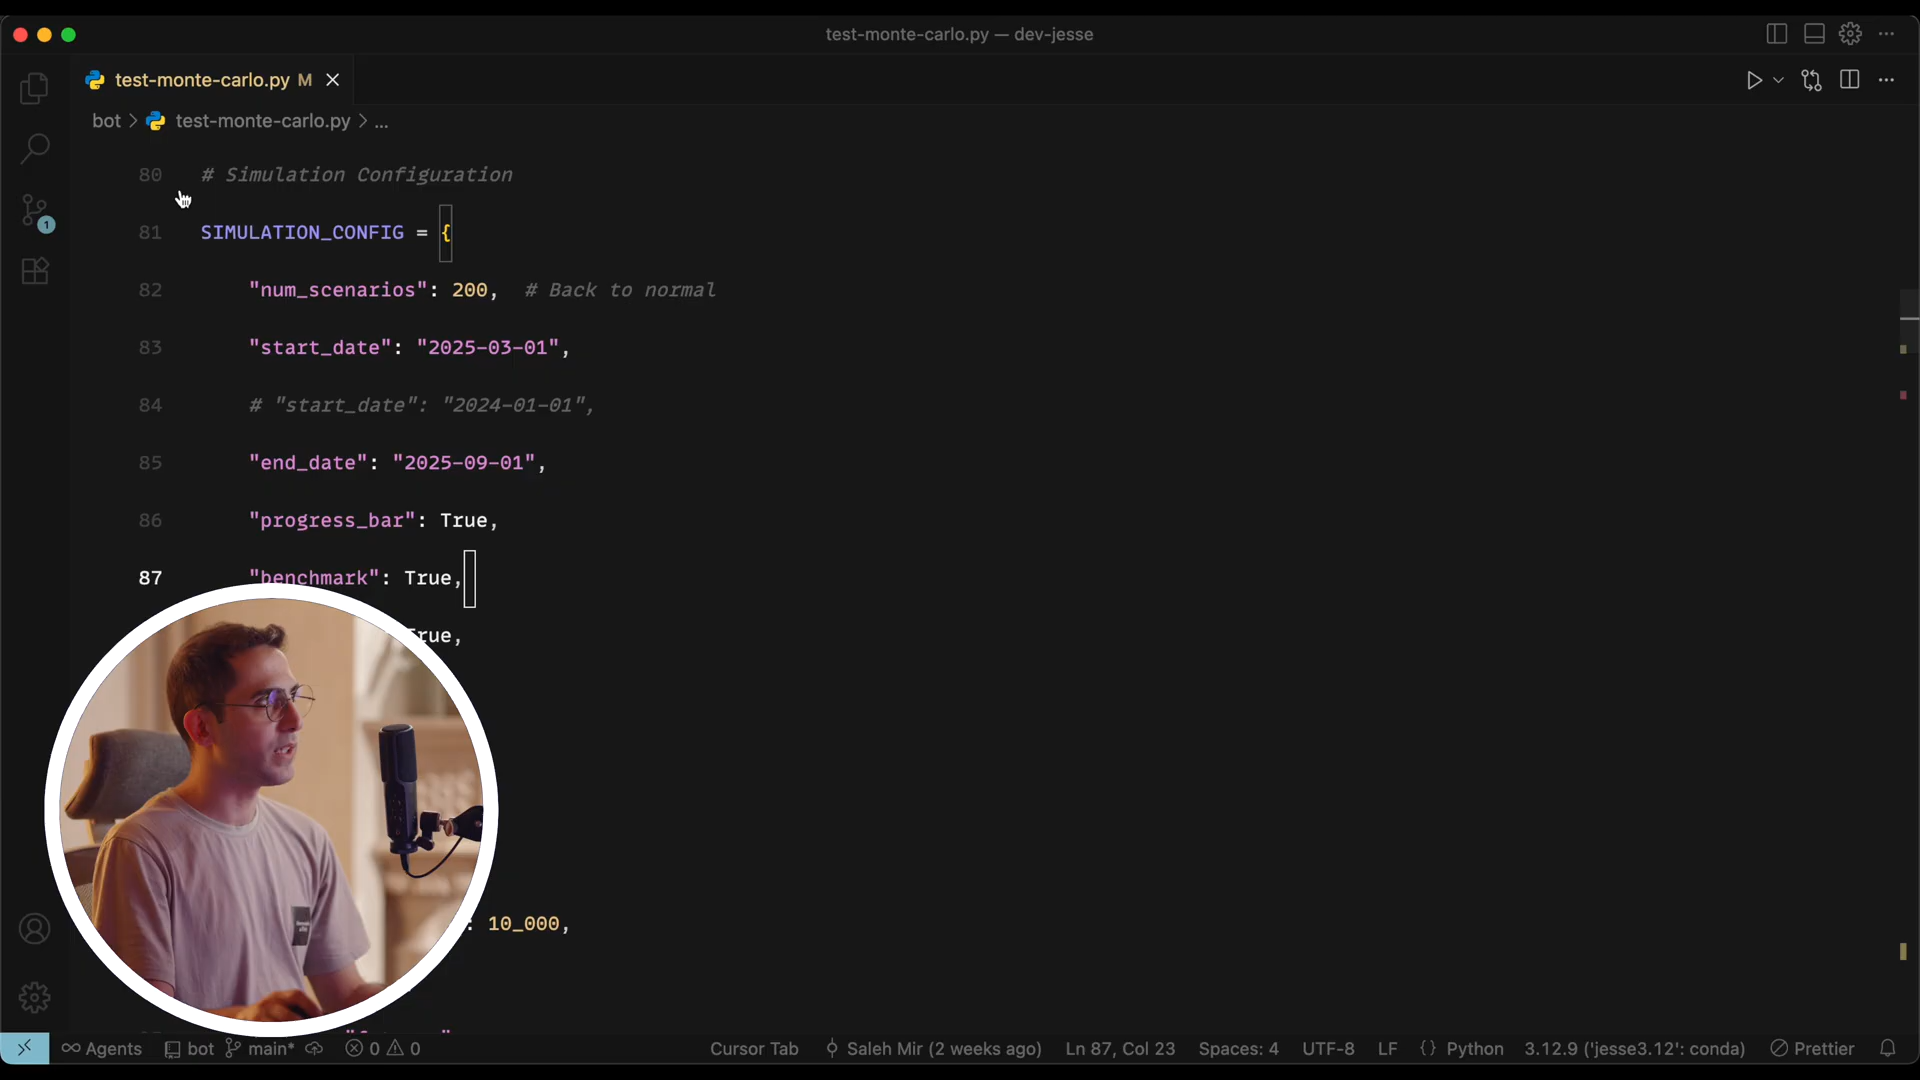 test-monte-carlo.py — dev-jesse
test-monte-carlo.py M
bot > test-monte-carlo.py > ...
80 # Simulation Configuration
81 SIMULATION_CONFIG = {
82 "num_scenarios": 200, # Back to normal
83 "start_date": "2025-03-01",
84 # "start_date": "2024-01-01",
85 "end_date": "2025-09-01",
86 "progress_bar": True,
87 "benchmark": True,
True,
: 10_000,
1
Agents bot main* 0 0 Cursor Tab Saleh Mir (2 weeks ago) Ln 87, Col 23 Spaces: 4 UTF-8 LF {} Python 3.12.9 ('jesse3.12': conda) Prettier